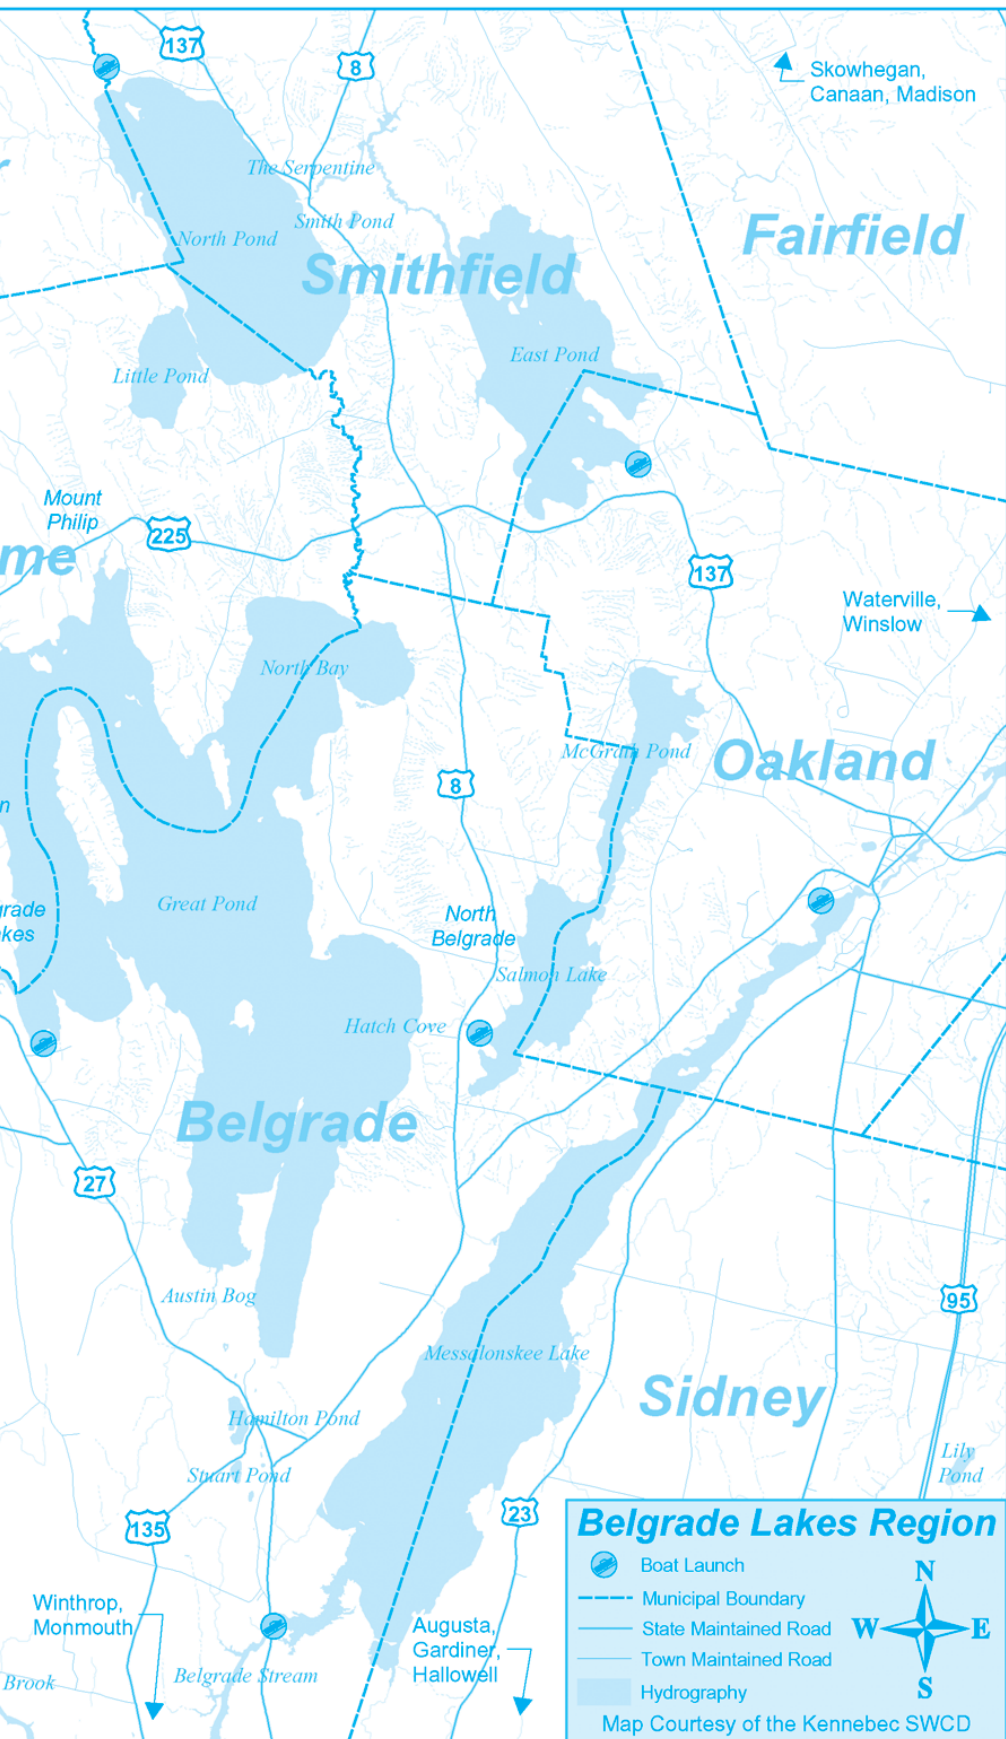 137
8
Skowhegan,
Canaan, Madison
The Serpentine
Smith Pond
North Pond
Fairfield
Smithfield
East Pond
Little Pond
Mount
Philip
225
me
137
Waterville,
Winslow
North Bay
McGrath Pond
Oakland
8
n
Great Pond
grade
kes
North
Belgrade
Salmon Lake
Hatch Cove
Belgrade
27
Austin Bog
95
Messalonskee Lake
Sidney
Hamilton Pond
Stuart Pond
Lily
Pond
135
23
Winthrop,
Monmouth
Augusta,
Gardiner,
Hallowell
Belgrade Stream
Brook
Belgrade Lakes Region
Boat Launch
Municipal Boundary
State Maintained Road
Town Maintained Road
Hydrography
N
W E
S
Map Courtesy of the Kennebec SWCD